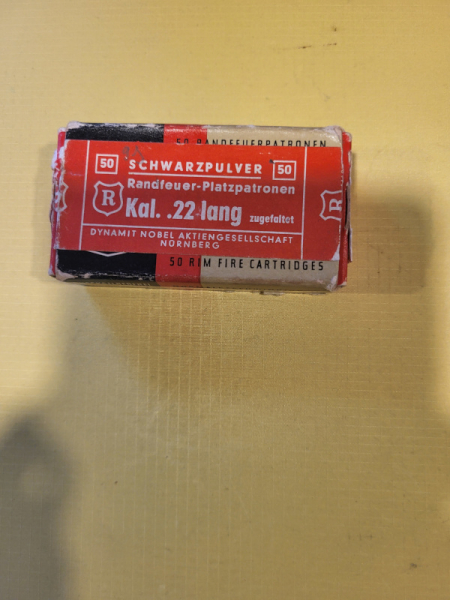 50 RANDFEUERPATRONEN
50 SCHWARZPULVER 50
Randfeuer-Platzpatronen
R
Kal. .22 lang zugefaltet
R
DYNAMIT NOBEL AKTIENGESELLSCHAFT
NÜRNBERG
50 RIM FIRE CARTRIDGES